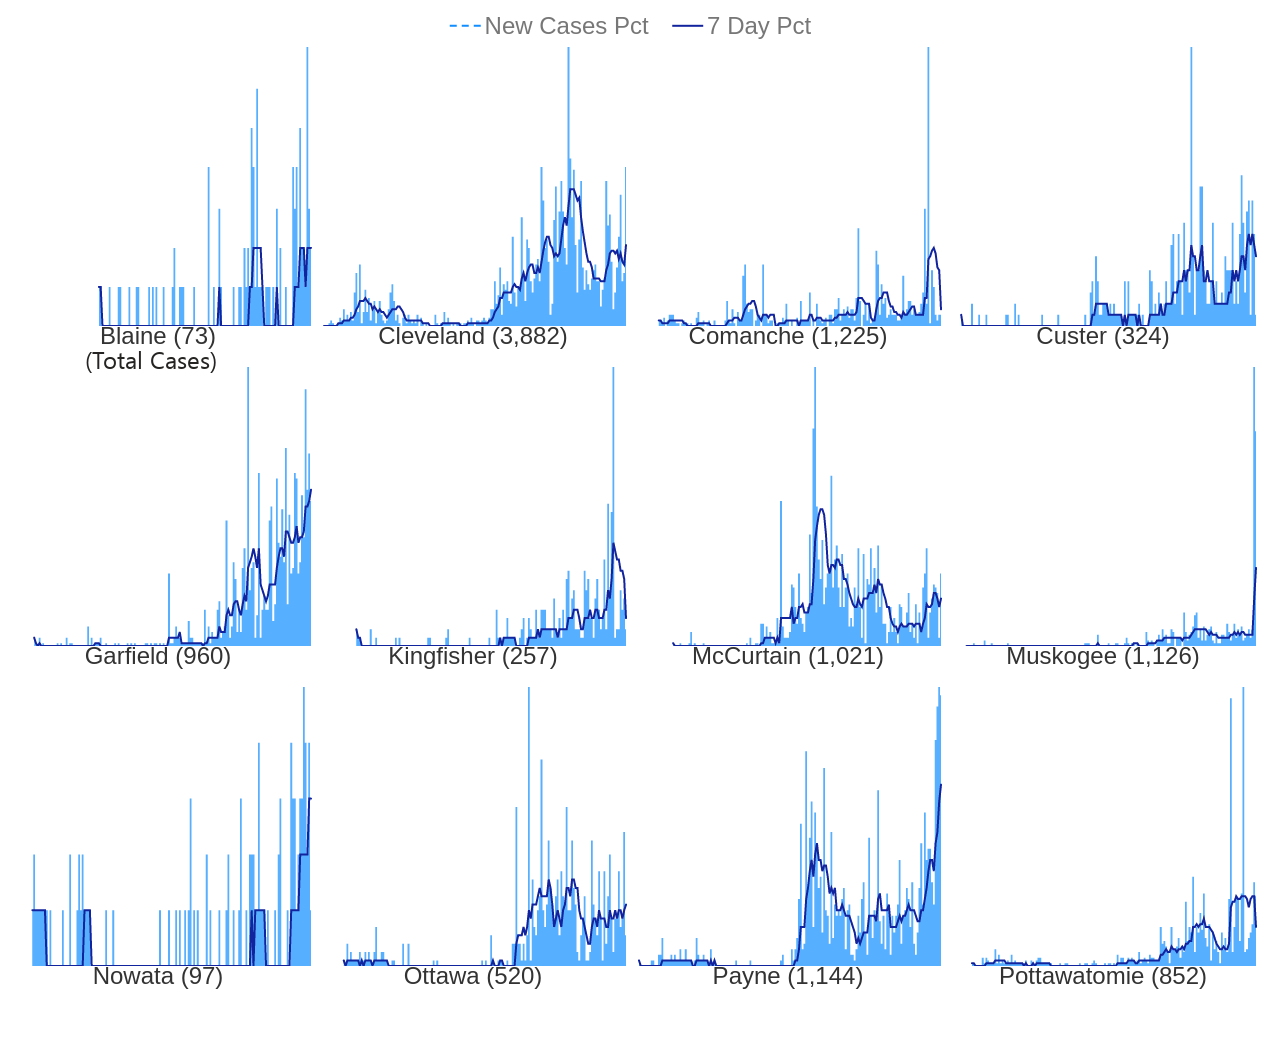 New Cases Pct 7 Day Pct
Blaine (73) Cleveland (3,882) Comanche (1,225) Custer (324)
(Total Cases)
Garfield (960) Kingfisher (257) McCurtain (1,021) Muskogee (1,126)
Nowata (97) Ottawa (520) Payne (1,144) Pottawatomie (852)